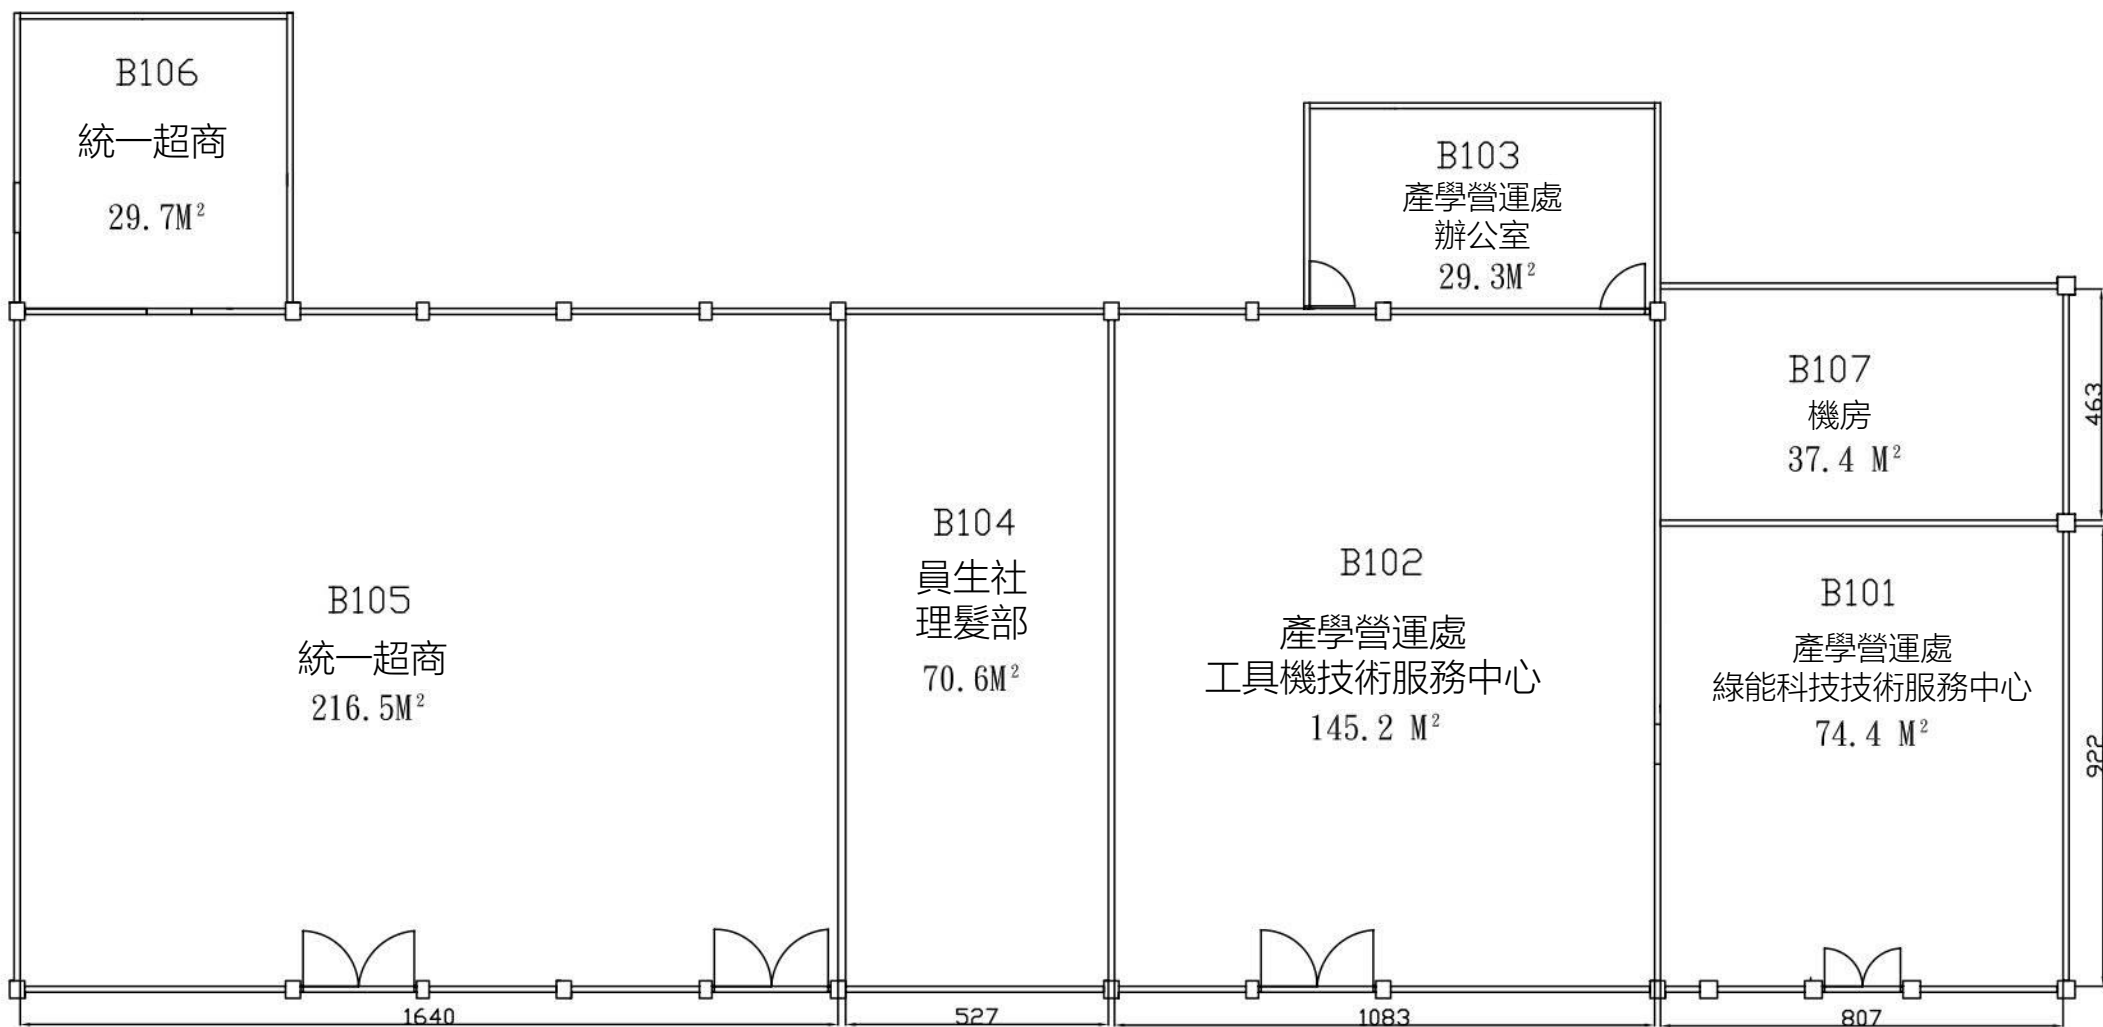 B106
統一超商
29.7M²
B103
產學營運處
辦公室
29.3M²
B107
機房
37.4 M²
463
B105
統一超商
216.5M²
B104
員生社
理髮部
70.6M²
B102
產學營運處
工具機技術服務中心
145.2 M²
B101
產學營運處
綠能科技技術服務中心
74.4 M²
922
1640
527
1083
807